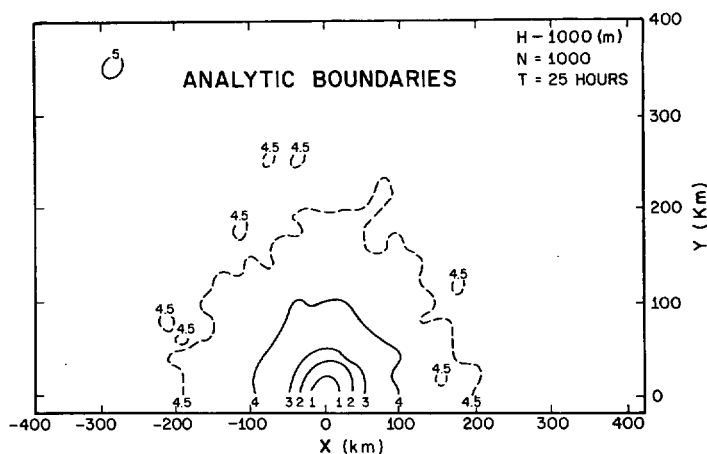 400
H – 1000 (m)
5
ANALYTIC BOUNDARIES
N = 1000
T = 25 HOURS
300
4.5 4.5
4.5
200
Y (Km)
4.5
4.5
4.5
100
4.5
0
4.5 4 3 2 1 1 2 3 4 4.5
-400 -300 -200 -100 0 100 200 300 400
X (km)